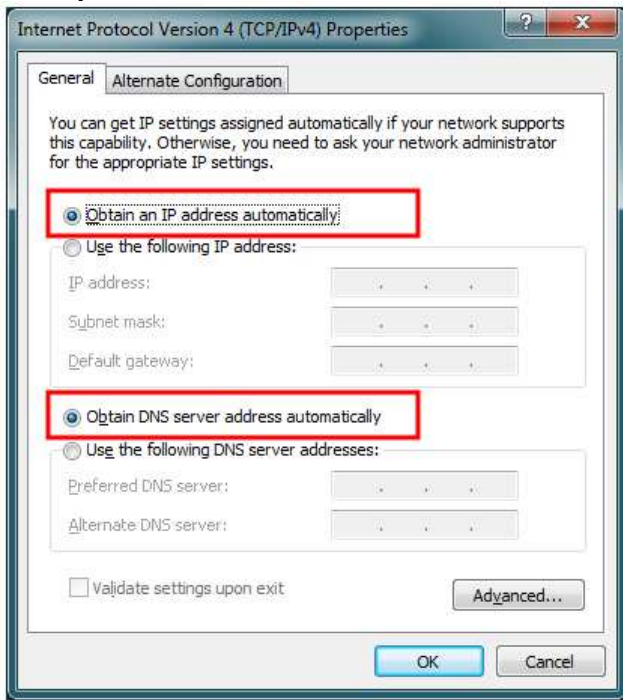 Internet Protocol Version 4 (TCP/IPv4) Properties
?
X
General
Alternate Configuration
You can get IP settings assigned automatically if your network supports
this capability. Otherwise, you need to ask your network administrator
for the appropriate IP settings.
Obtain an IP address automatically
Use the following IP address:
IP address:
. . .
Subnet mask:
. . .
Default gateway:
. . .
Obtain DNS server address automatically
Use the following DNS server addresses:
Preferred DNS server:
. . .
Alternate DNS server:
. . .
Validate settings upon exit
Advanced...
OK
Cancel